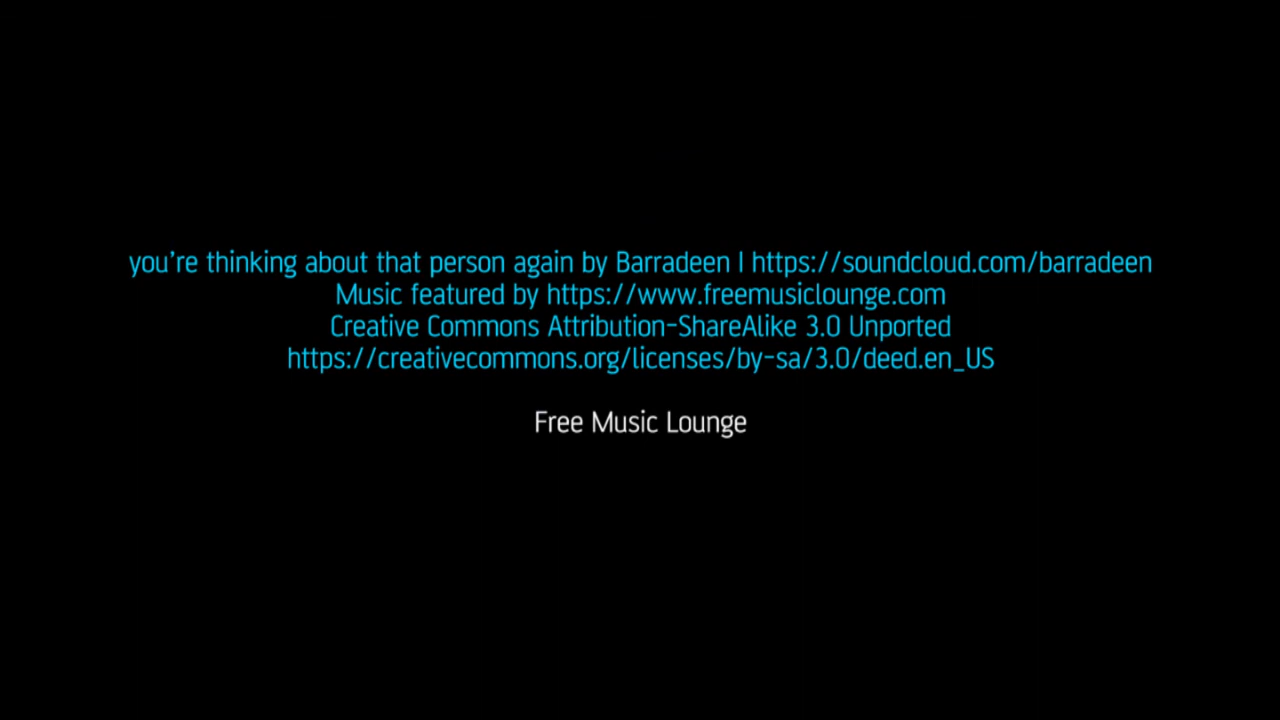 you're thinking about that person again by Barradeen | https://soundcloud.com/barradeen
Music featured by https://www.freemusiclounge.com
Creative Commons Attribution-ShareAlike 3.0 Unported
https://creativecommons.org/licenses/by-sa/3.0/deed.en_US
Free Music Lounge